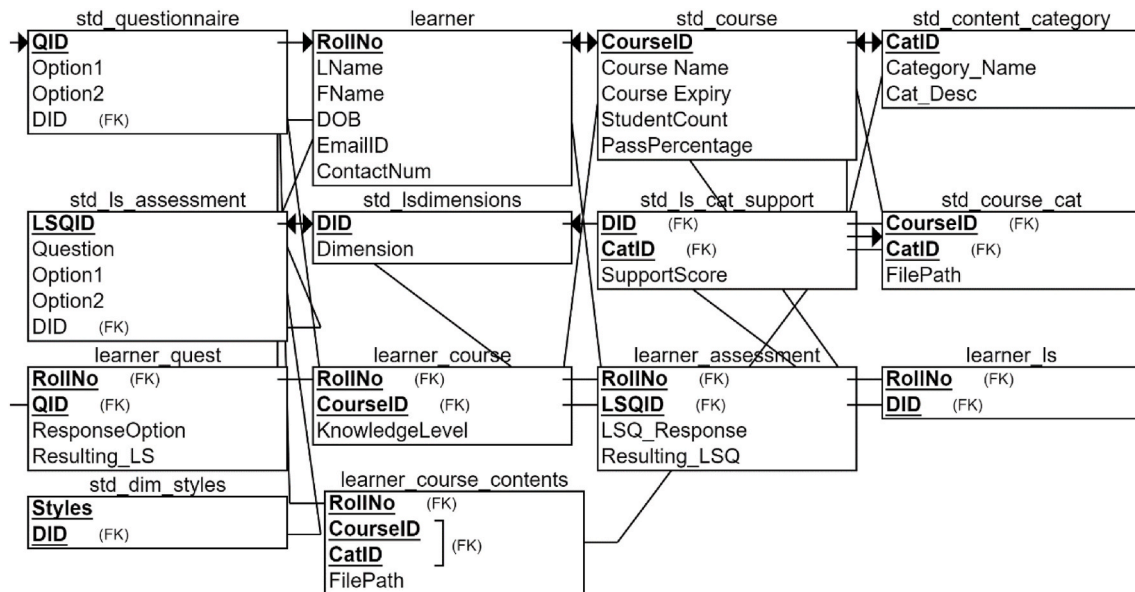 std_questionnaire
QID
Option1
Option2
DID (FK)
learner
RollNo
LName
FName
DOB
EmailID
ContactNum
std_course
CourseID
Course Name
Course Expiry
StudentCount
PassPercentage
std_content_category
CatID
Category_Name
Cat_Desc
std_ls_assessment
LSQID
Question
Option1
Option2
DID (FK)
std_lsdimensions
DID
Dimension
std_ls_cat_support
DID (FK)
CatID (FK)
SupportScore
std_course_cat
CourseID (FK)
CatID (FK)
FilePath
learner_quest
RollNo (FK)
QID (FK)
ResponseOption
Resulting_LS
learner_course
RollNo (FK)
CourseID (FK)
KnowledgeLevel
learner_assessment
RollNo (FK)
LSQID (FK)
LSQ_Response
Resulting_LSQ
learner_ls
RollNo (FK)
DID (FK)
std_dim_styles
Styles
DID (FK)
learner_course_contents
RollNo (FK)
CourseID
(FK)
CatID
FilePath